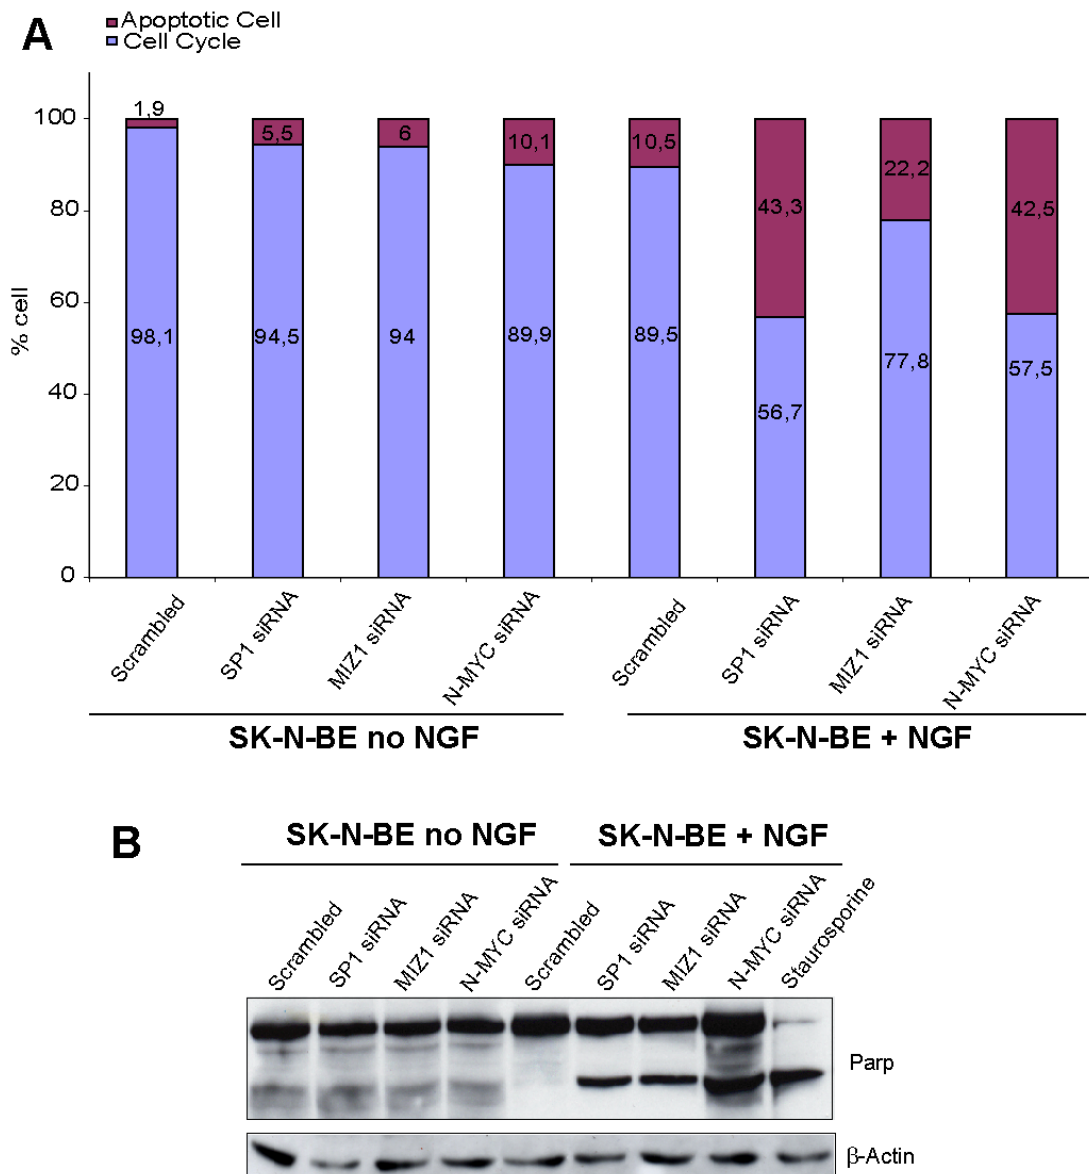 A
Apoptotic Cell
Cell Cycle
% cell
100
80
60
40
20
0
1,9
5,5
6
10,1
10,5
43,3
22,2
42,5
98,1
94,5
94
89,9
89,5
56,7
77,8
57,5
Scrambled
SP1 siRNA
MIZ1 siRNA
N-MYC siRNA
Scrambled
SP1 siRNA
MIZ1 siRNA
N-MYC siRNA
SK-N-BE no NGF
SK-N-BE + NGF
B
SK-N-BE no NGF
SK-N-BE + NGF
Scrambled
SP1 siRNA
MIZ1 siRNA
N-MYC siRNA
Scrambled
SP1 siRNA
MIZ1 siRNA
N-MYC siRNA
Staurosporine
Parp
β-Actin